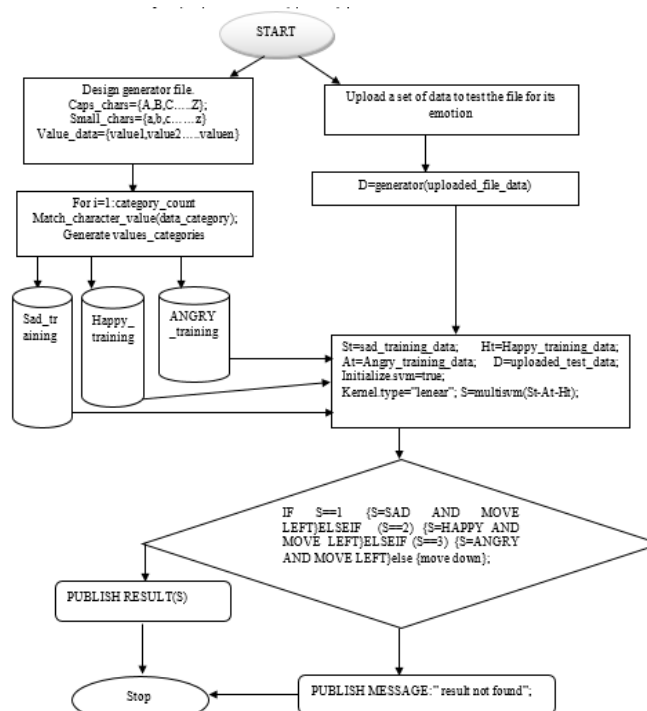 START
Design generator file.
Caps_chars={A,B,C…..Z};
Small_chars={a,b,c……z}
Value_data={value1,value2…..valuen}
Upload a set of data to test the file for its
emotion
D=generator(uploaded_file_data)
For i=1:category_count
Match_character_value(data_category);
Generate values_categories
Sad_tr
aining
Happy_
training
ANGRY
_training
St=sad_training_data; Ht=Happy_training_data;
At=Angry_training_data; D=uploaded_test_data;
Initialize.svm=true;
Kernel.type="lenear"; S=multisvm(St-At-Ht);
IF S==1 {S=SAD AND MOVE
LEFT}ELSEIF (S==2) {S=HAPPY AND
MOVE LEFT}ELSEIF (S==3) {S=ANGRY
AND MOVE LEFT}else {move down};
PUBLISH RESULT(S)
Stop
PUBLISH MESSAGE:" result not found";